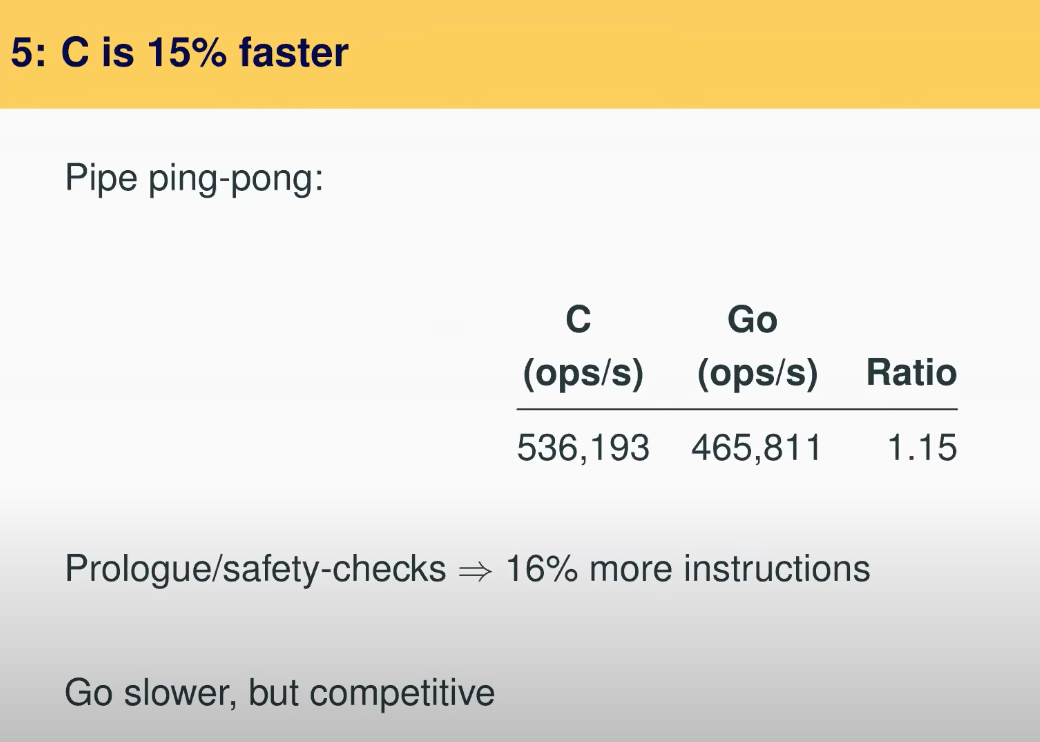 5: C is 15% faster
Pipe ping-pong:
C Go
(ops/s) (ops/s) Ratio
536,193 465,811 1.15
Prologue/safety-checks ⇒ 16% more instructions
Go slower, but competitive